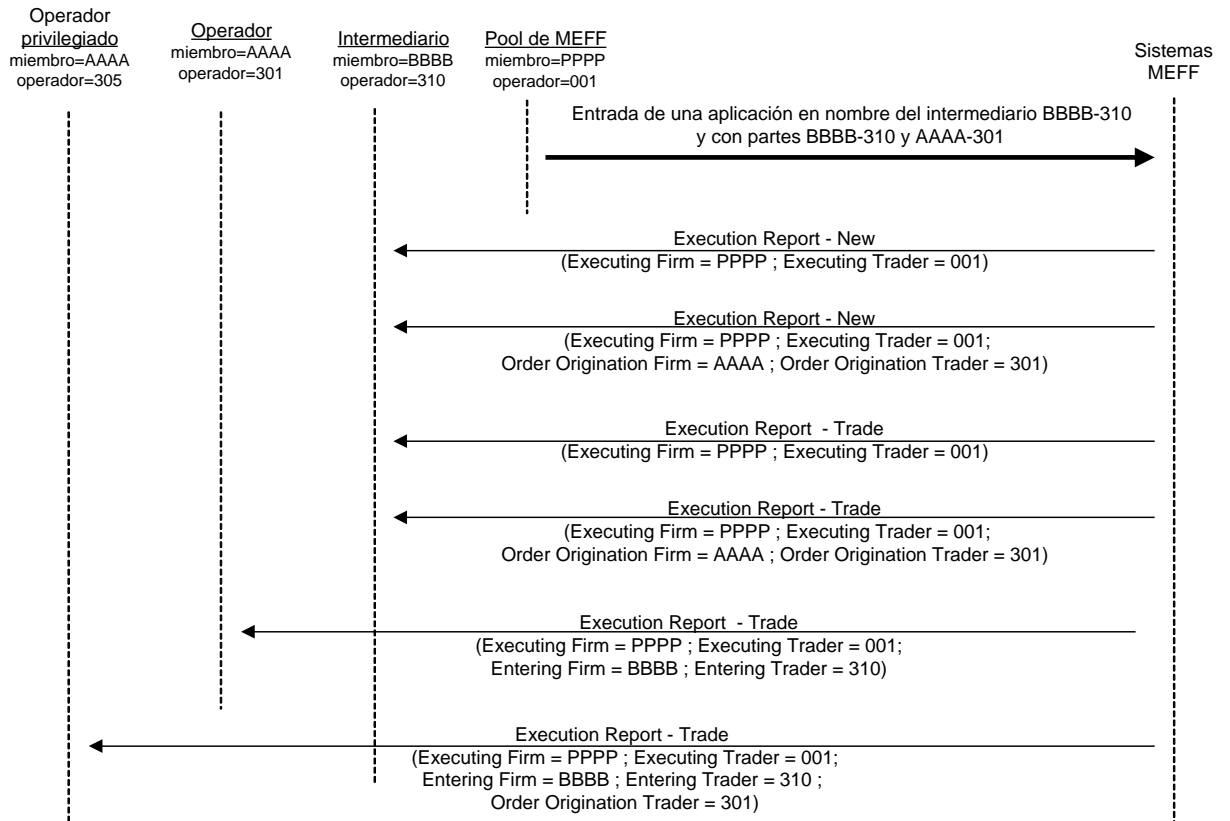 Operador
privilegiado
miembro=AAAA
operador=305
Operador
miembro=AAAA
operador=301
Intermediario
miembro=BBBB
operador=310
Pool de MEFF
miembro=PPPP
operador=001
Sistemas
MEFF
Entrada de una aplicación en nombre del intermediario BBBB-310
y con partes BBBB-310 y AAAA-301
Execution Report - New
(Executing Firm = PPPP ; Executing Trader = 001)
Execution Report - New
(Executing Firm = PPPP ; Executing Trader = 001;
Order Origination Firm = AAAA ; Order Origination Trader = 301)
Execution Report - Trade
(Executing Firm = PPPP ; Executing Trader = 001)
Execution Report - Trade
(Executing Firm = PPPP ; Executing Trader = 001;
Order Origination Firm = AAAA ; Order Origination Trader = 301)
Execution Report - Trade
(Executing Firm = PPPP ; Executing Trader = 001;
Entering Firm = BBBB ; Entering Trader = 310)
Execution Report - Trade
(Executing Firm = PPPP ; Executing Trader = 001;
Entering Firm = BBBB ; Entering Trader = 310 ;
Order Origination Trader = 301)